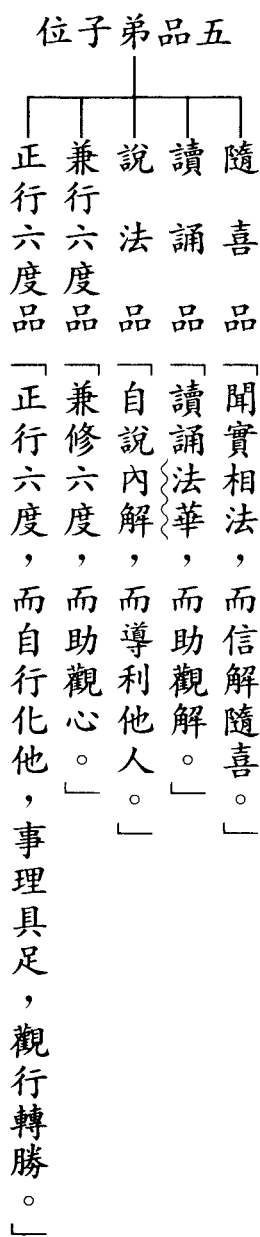 五品弟子位
隨喜品「聞實相法，而信解隨喜。」
讀誦品「讀誦法華，而助觀解。」
說法品「自說內解，而導利他人。」
兼行六度品「兼修六度，而助觀心。」
正行六度品「正行六度，而自行化他，事理具足，觀行轉勝。」